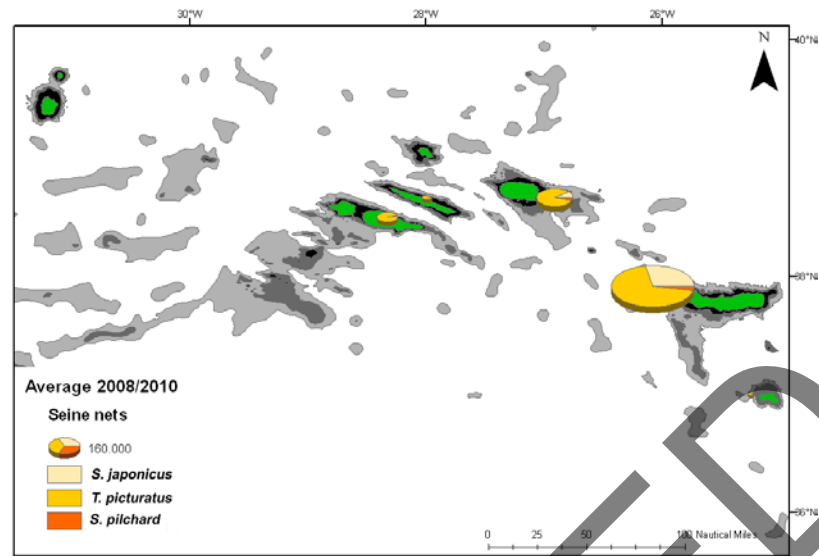 30°W 28°W 26°W
40°N
N
38°N
Average 2008/2010
Seine nets
160.000
S. japonicus
T. picturatus
S. pilchard
36°N
0 25 50 100 Nautical Miles